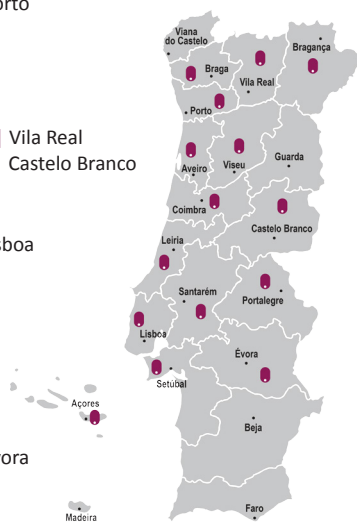 orto
Vila Real
Castelo Branco
sboa
vora
Viana
do Castelo
Bragança
Braga
Vila Real
Porto
Aveiro
Viseu
Guarda
Coimbra
Castelo Branco
Leiria
Santarém
Portalegre
Lisboa
Évora
Setúbal
Açores
Beja
Faro
Madeira